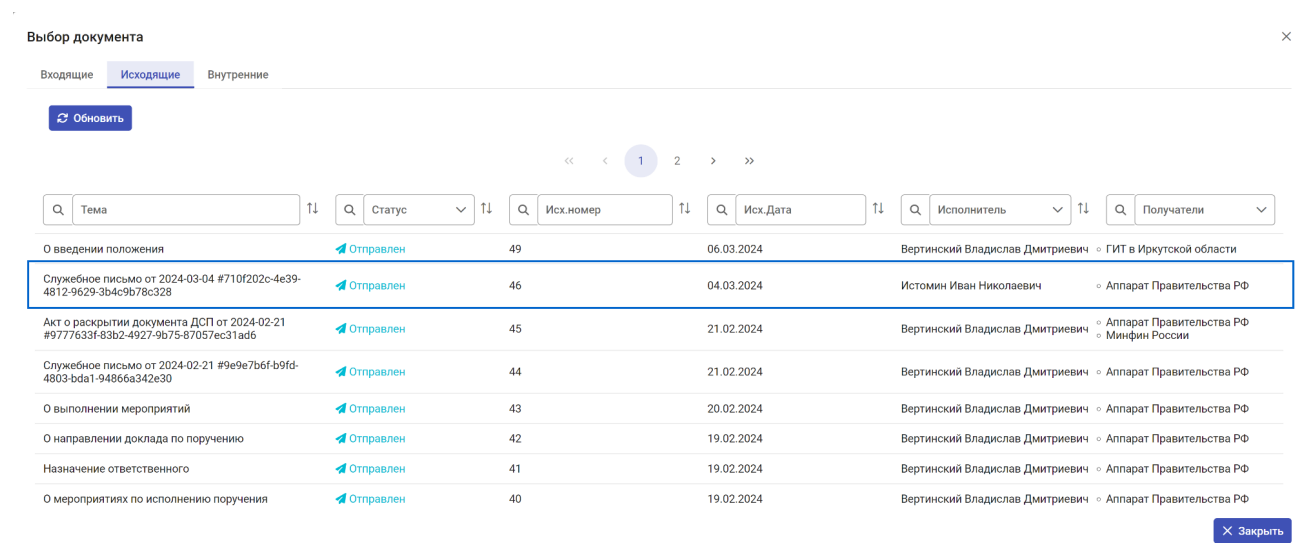 Выбор документа
Входящие Исходящие Внутренние
Обновить
1 2
Тема Статус Исх.номер Исх.Дата Исполнитель Получатели
О введении положения Отправлен 49 06.03.2024 Вертинский Владислав Дмитриевич ГИТ в Иркутской области
Служебное письмо от 2024-03-04 #710f202c-4e39-
4812-9629-3b4c9b78c328 Отправлен 46 04.03.2024 Истомин Иван Николаевич Аппарат Правительства РФ
Акт о раскрытии документа ДСП от 2024-02-21 Аппарат Правительства РФ
#9777633f-83b2-4927-9b75-87057ec31ad6 Отправлен 45 21.02.2024 Вертинский Владислав Дмитриевич Минфин России
Служебное письмо от 2024-02-21 #9e9e7b6f-b9fd-
4803-bda1-94866a342e30 Отправлен 44 21.02.2024 Вертинский Владислав Дмитриевич Аппарат Правительства РФ
О выполнении мероприятий Отправлен 43 20.02.2024 Вертинский Владислав Дмитриевич Аппарат Правительства РФ
О направлении доклада по поручению Отправлен 42 19.02.2024 Вертинский Владислав Дмитриевич Аппарат Правительства РФ
Назначение ответственного Отправлен 41 19.02.2024 Вертинский Владислав Дмитриевич Аппарат Правительства РФ
О мероприятиях по исполнению поручения Отправлен 40 19.02.2024 Вертинский Владислав Дмитриевич Аппарат Правительства РФ
Закрыть